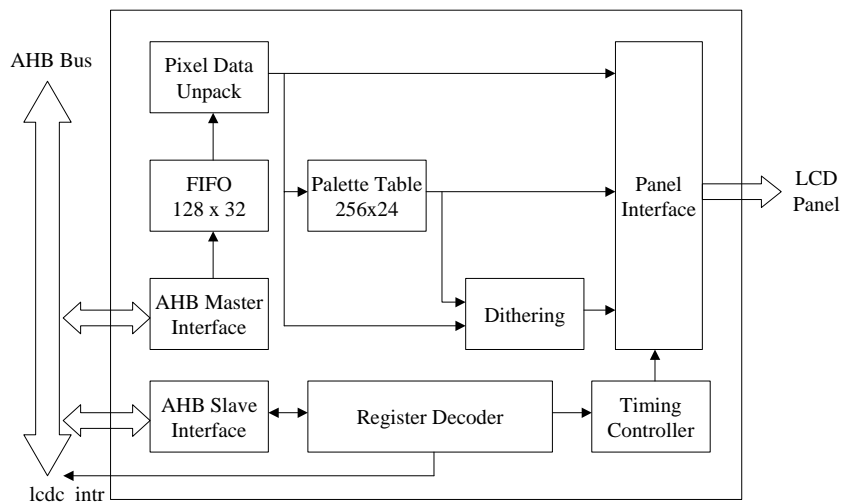 AHB Bus
Pixel Data
Unpack
FIFO
128 x 32
Palette Table
256x24
Panel
Interface
LCD
Panel
AHB Master
Interface
Dithering
AHB Slave
Interface
Register Decoder
Timing
Controller
lcdc_intr